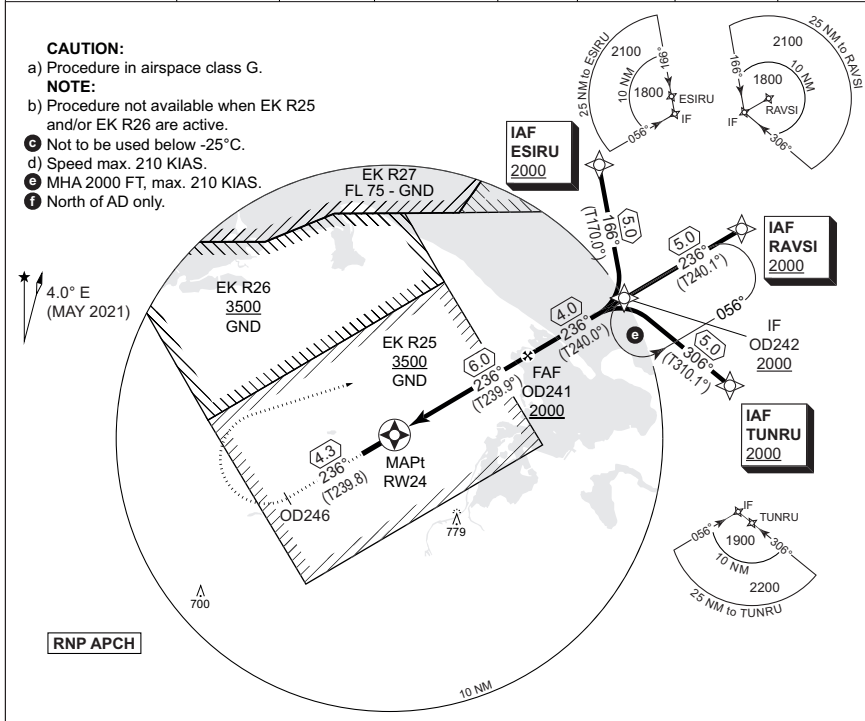 CAUTION:
a) Procedure in airspace class G.
NOTE:
b) Procedure not available when EK R25
and/or EK R26 are active.
c Not to be used below -25°C.
d) Speed max. 210 KIAS.
e MHA 2000 FT, max. 210 KIAS.
f North of AD only.
25 NM to ESIRU
2100
10 NM
1800
166°
ESIRU
IF
056°
25 NM to RAVSI
2100
10 NM
1800
166°
RAVSI
IF
306°
IAF
ESIRU
2000
EK R27
FL 75 - GND
5.0
166°
(T170.0°)
5.0
236°
(T240.1°)
IAF
RAVSI
2000
4.0° E
(MAY 2021)
EK R26
3500
GND
056°
4.0
236°
(T240.0°)
e
IF
OD242
2000
EK R25
3500
GND
6.0
236°
(T239.9°)
FAF
OD241
2000
5.0
306°
(T310.1°)
IAF
TUNRU
2000
4.3
236°
(T239.8)
MAPt
RW24
OD246
779
700
IF
TUNRU
056°
306°
1900
10 NM
2200
25 NM to TUNRU
RNP APCH
10 NM